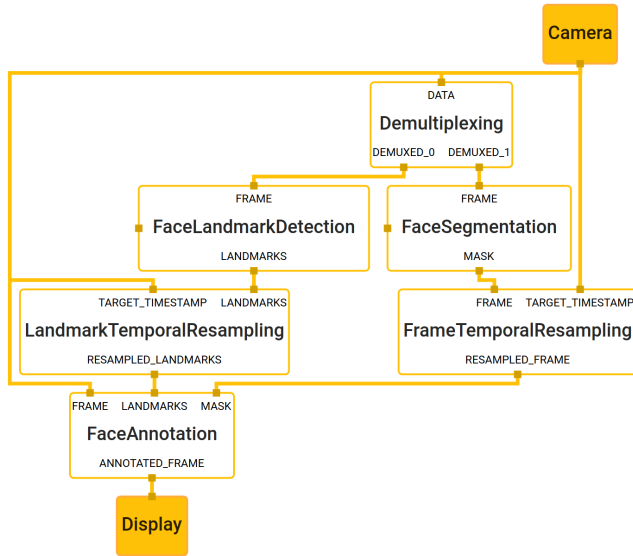 Camera
DATA
Demultiplexing
DEMUXED_0 DEMUXED_1
FRAME
FaceLandmarkDetection
LANDMARKS
FRAME
FaceSegmentation
MASK
TARGET_TIMESTAMP LANDMARKS
LandmarkTemporalResampling
RESAMPLED_LANDMARKS
FRAME TARGET_TIMESTAMP
FrameTemporalResampling
RESAMPLED_FRAME
FRAME LANDMARKS MASK
FaceAnnotation
ANNOTATED_FRAME
Display